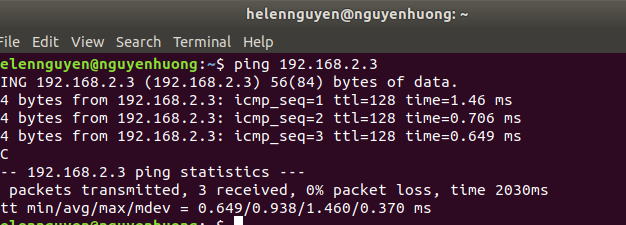 helennguyen@nguyenhuong: ~
File Edit View Search Terminal Help
elennguyen@nguyenhuong:~$ ping 192.168.2.3
ING 192.168.2.3 (192.168.2.3) 56(84) bytes of data.
4 bytes from 192.168.2.3: icmp_seq=1 ttl=128 time=1.46 ms
4 bytes from 192.168.2.3: icmp_seq=2 ttl=128 time=0.706 ms
4 bytes from 192.168.2.3: icmp_seq=3 ttl=128 time=0.649 ms
C
-- 192.168.2.3 ping statistics ---
packets transmitted, 3 received, 0% packet loss, time 2030ms
tt min/avg/max/mdev = 0.649/0.938/1.460/0.370 ms
elennguyen@nguyenhuong:~$